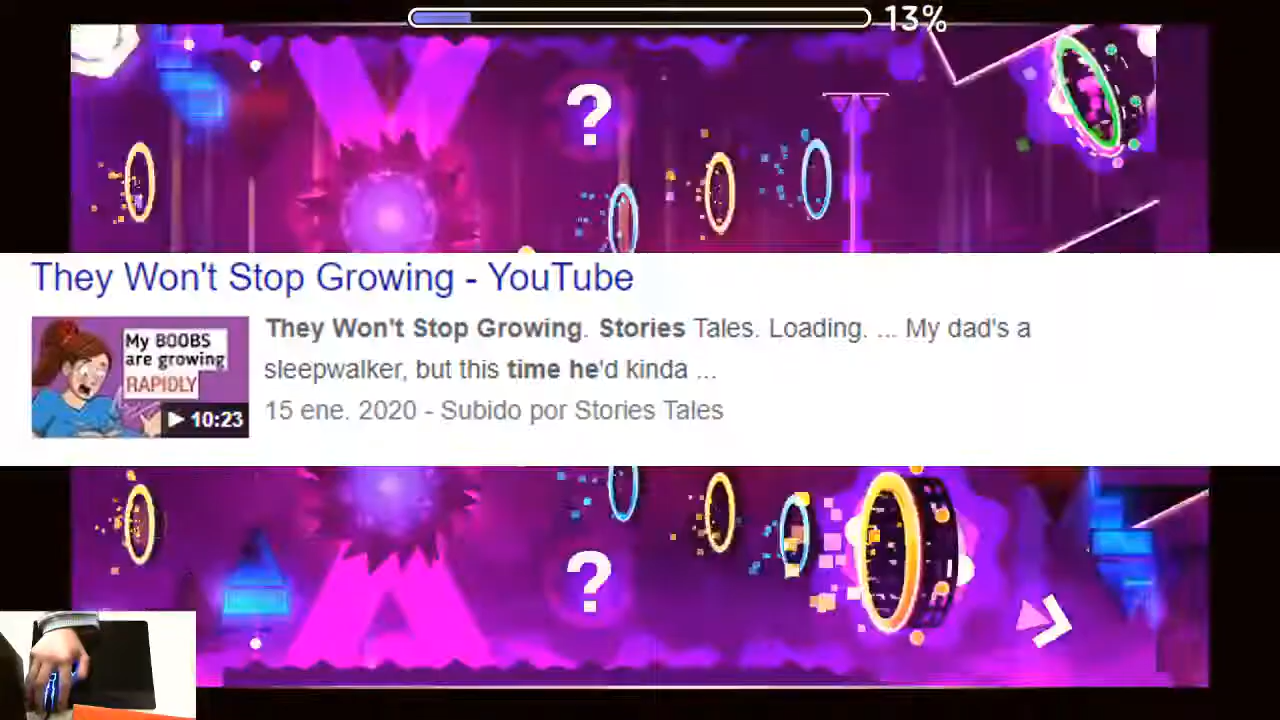 13%
?
They Won't Stop Growing - YouTube
My BOOBS
are growing
RAPIDLY
10:23
They Won't Stop Growing. Stories Tales. Loading. ... My dad's a
sleepwalker, but this time he'd kinda ...
15 ene. 2020 - Subido por Stories Tales
?